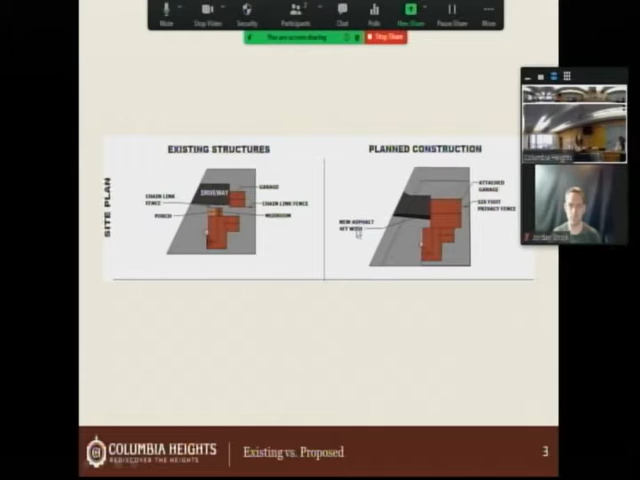 Mute Stop Video Security Participants 2 Chat Polls New Share Pause Share More
You are screen sharing Stop Share
EXISTING STRUCTURES
PLANNED CONSTRUCTION
SITE PLAN
DRIVEWAY
GARAGE
CHAIN LINK
FENCE
CHAIN LINK FENCE
PORCH
MUDROOM
ATTACHED
GARAGE
SIX FOOT
PRIVACY FENCE
NEW ASPHALT
Columbia Heights
COLUMBIA HEIGHTS
REDISCOVER THE HEIGHTS
Existing vs. Proposed
3